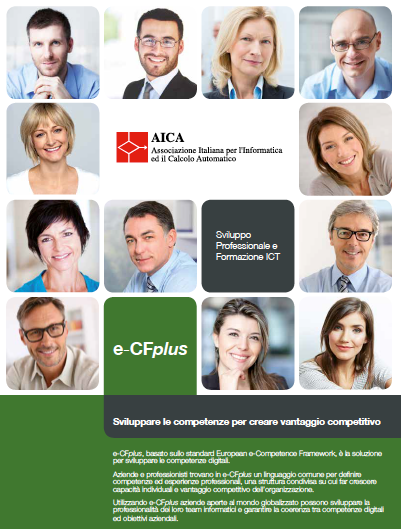 AICA
Associazione Italiana per l'Informatica
ed il Calcolo Automatico
Sviluppo
Professionale e
Formazione ICT
e-CFplus
Sviluppare le competenze per creare vantaggio competitivo
e-CFplus, basato sullo standard European e-Competence Framework, è la soluzione
per sviluppare le competenze digitali.
Aziende e professionisti trovano in e-CFplus un linguaggio comune per definire
competenze ed esperienze professionali, una struttura condivisa su cui far crescere
capacità individuali e vantaggio competitivo dell'organizzazione.
Utilizzando e-CFplus aziende aperte al mondo globalizzato possono sviluppare la
professionalità dei loro team informatici e garantire la coerenza tra competenze digitali
ed obiettivi aziendali.